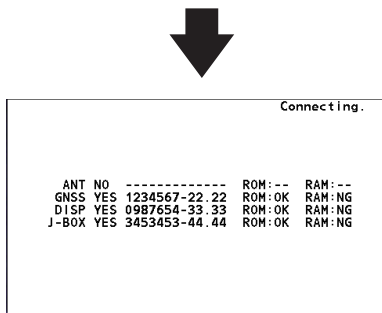 Connecting.
ANT NO ------------- ROM:-- RAM:--
GNSS YES 1234567-22.22 ROM:OK RAM:NG
DISP YES 0987654-33.33 ROM:OK RAM:NG
J-BOX YES 3453453-44.44 ROM:OK RAM:NG